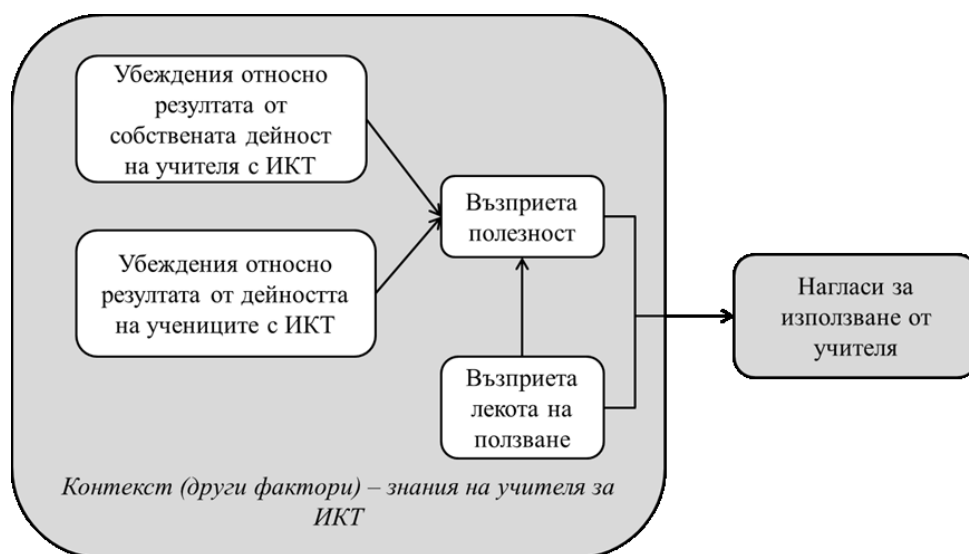 Убеждения относно
резултата от
собствената дейност
на учителя с ИКТ
Убеждения относно
резултата от дейността
на учениците с ИКТ
Възприета
полезност
Възприета
лекота на
ползване
Нагласи за
използване от
учителя
Контекст (други фактори) – знания на учителя за
ИКТ